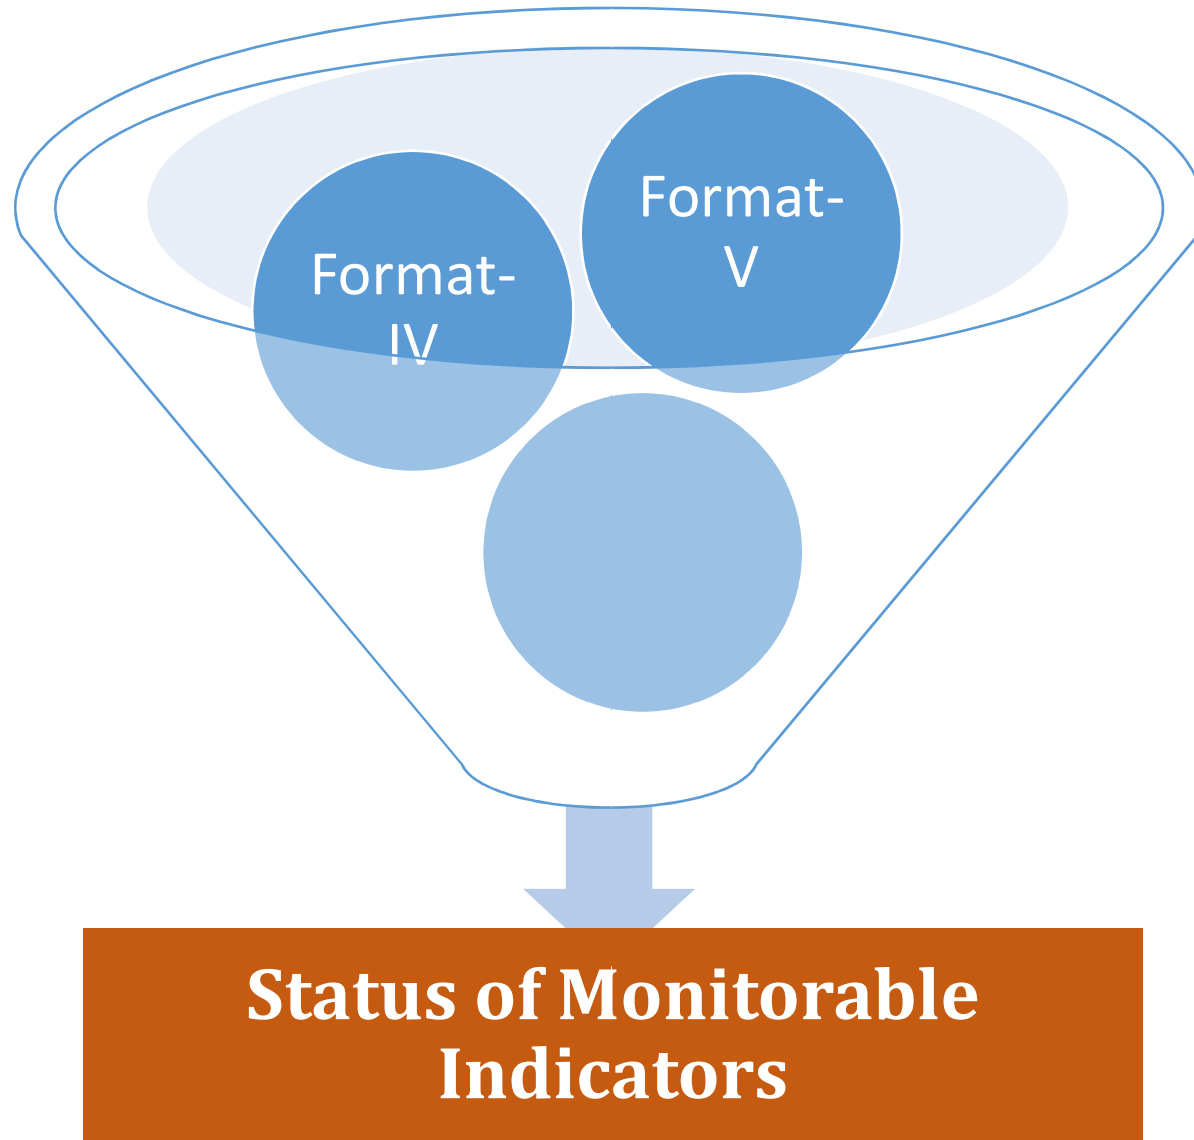 Format-
IV
Format-
V
Status of Monitorable
Indicators